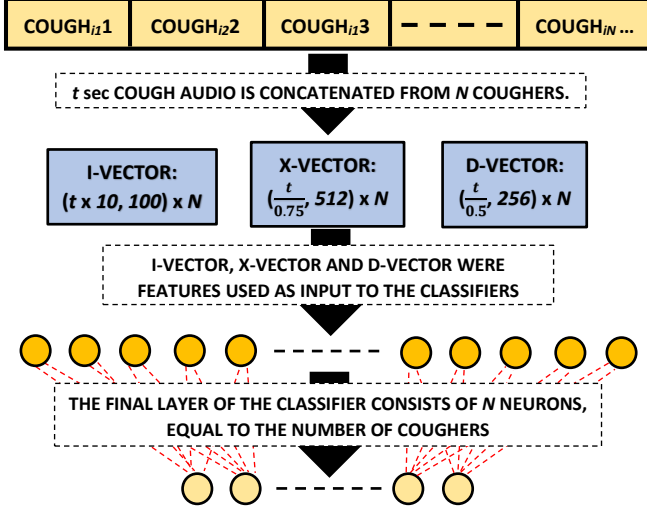 COUGHi11 COUGHi22 COUGHi13 COUGHiN ...
t sec COUGH AUDIO IS CONCATENATED FROM N COUGHERS.
I-VECTOR:
(t x 10, 100) x N
X-VECTOR:
(t/0.75, 512) x N
D-VECTOR:
(t/0.5, 256) x N
I-VECTOR, X-VECTOR AND D-VECTOR WERE
FEATURES USED AS INPUT TO THE CLASSIFIERS
THE FINAL LAYER OF THE CLASSIFIER CONSISTS OF N NEURONS,
EQUAL TO THE NUMBER OF COUGHERS